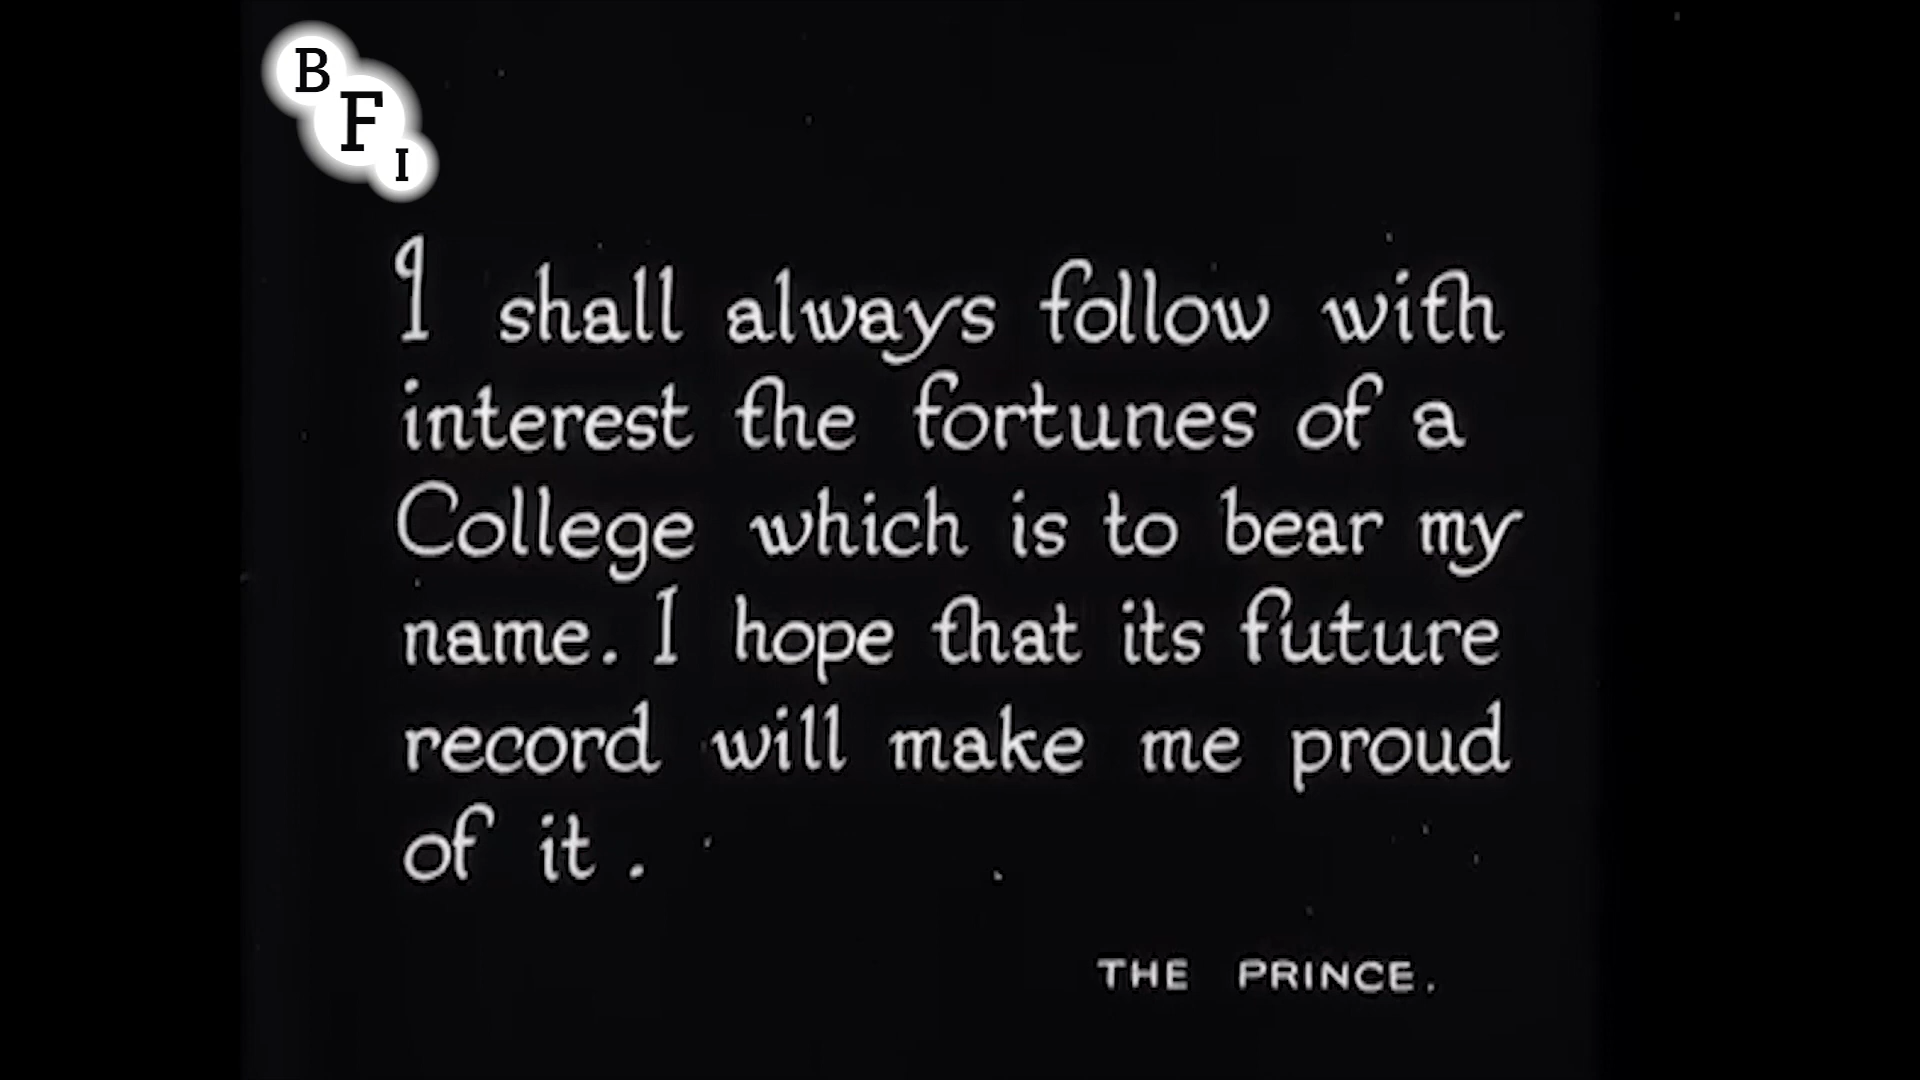 B
F
I
I shall always follow with
interest the fortunes of a
College which is to bear my
name. I hope that its future
record will make me proud
of it.
THE PRINCE.